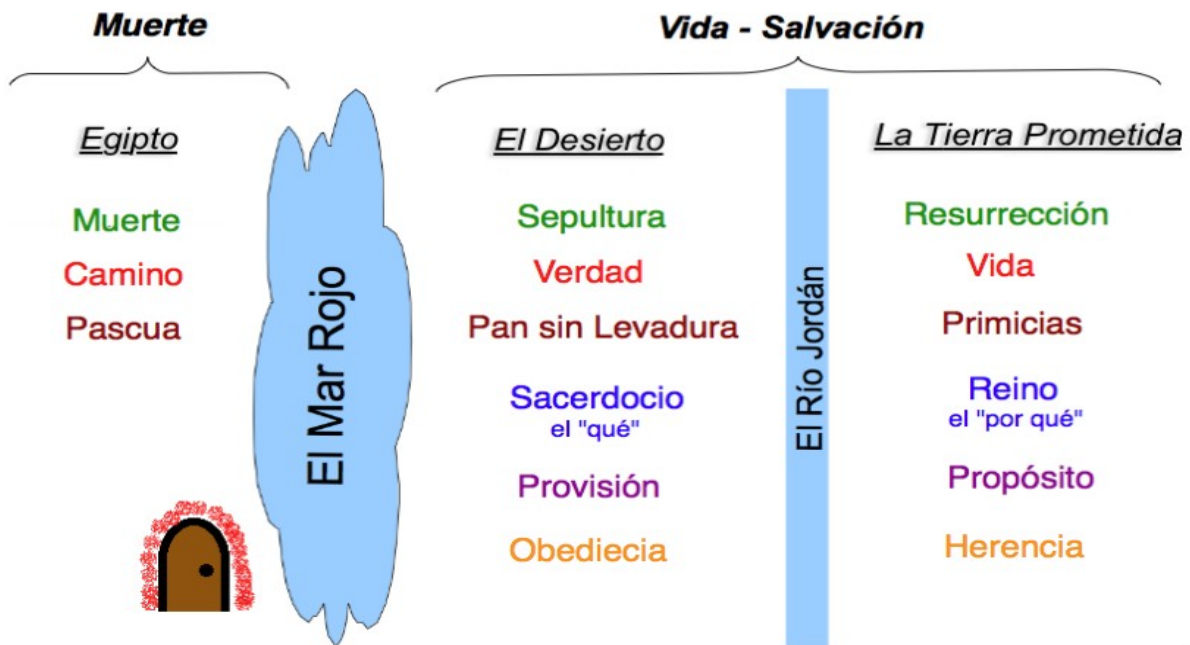 Muerte
Vida - Salvación
Egipto
Muerte
Camino
Pascua
El Mar Rojo
El Desierto
Sepultura
Verdad
Pan sin Levadura
Sacerdocio
el "qué"
Provisión
Obediecia
El Río Jordán
La Tierra Prometida
Resurrección
Vida
Primicias
Reino
el "por qué"
Propósito
Herencia